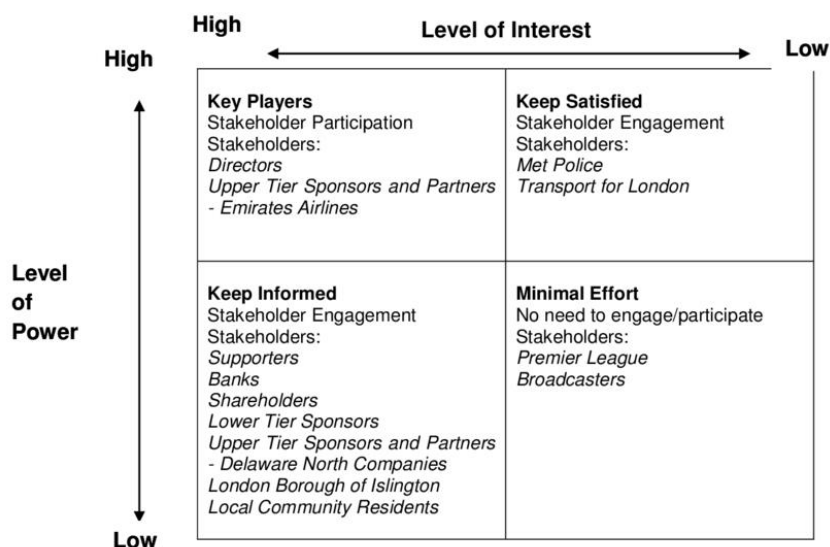 High
Level of Interest
Low
High
Key Players
Stakeholder Participation
Stakeholders:
Directors
Upper Tier Sponsors and Partners
- Emirates Airlines
Keep Satisfied
Stakeholder Engagement
Stakeholders:
Met Police
Transport for London
Level
of
Power
Keep Informed
Stakeholder Engagement
Stakeholders:
Supporters
Banks
Shareholders
Lower Tier Sponsors
Upper Tier Sponsors and Partners
- Delaware North Companies
London Borough of Islington
Local Community Residents
Minimal Effort
No need to engage/participate
Stakeholders:
Premier League
Broadcasters
Low